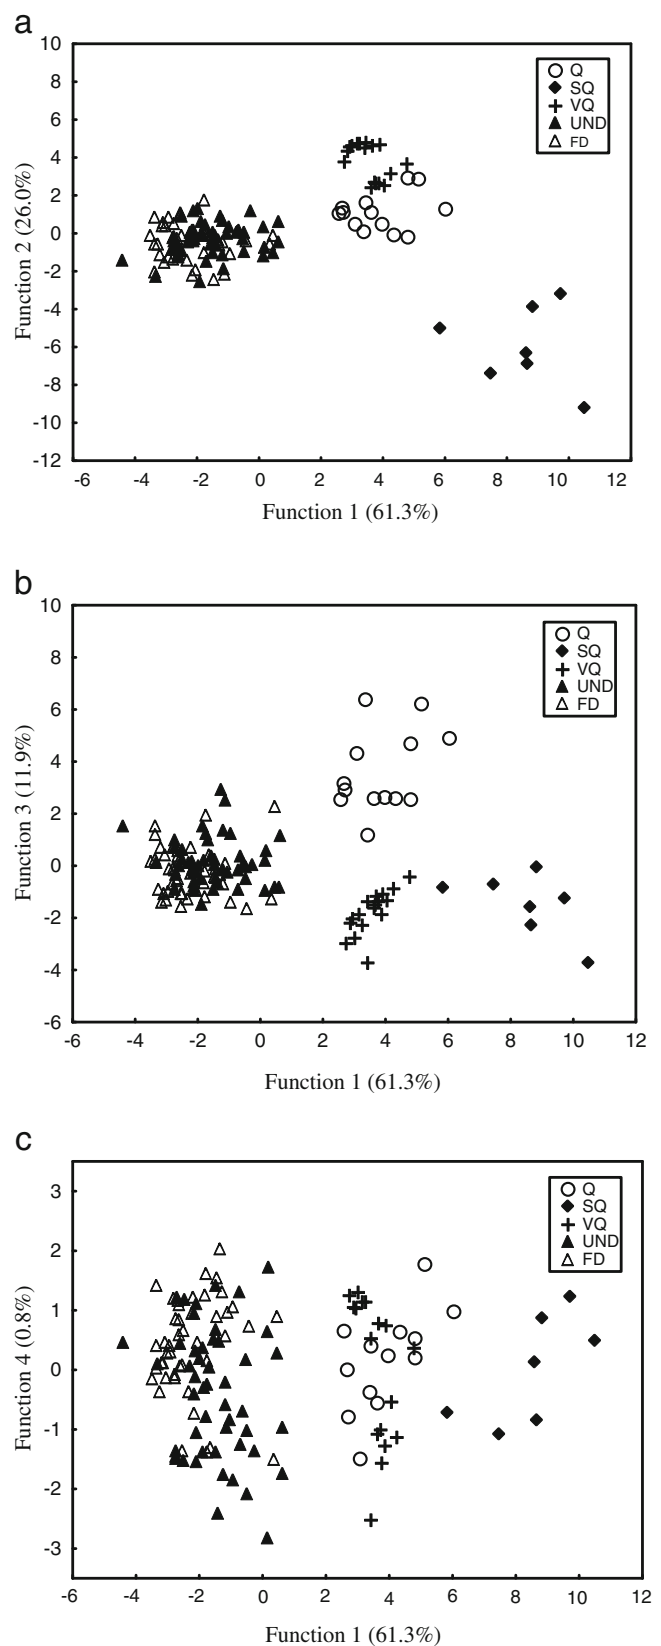 a
10
8
6
4
2
0
-2
-4
-6
-8
-10
-12
Function 2 (26.0%)
Q
SQ
VQ
UND
FD
-6 -4 -2 0 2 4 6 8 10 12
Function 1 (61.3%)
b
10
8
6
4
2
0
-2
-4
-6
Function 3 (11.9%)
Q
SQ
VQ
UND
FD
-6 -4 -2 0 2 4 6 8 10 12
Function 1 (61.3%)
c
3
2
1
0
-1
-2
-3
Function 4 (0.8%)
Q
SQ
VQ
UND
FD
-6 -4 -2 0 2 4 6 8 10 12
Function 1 (61.3%)